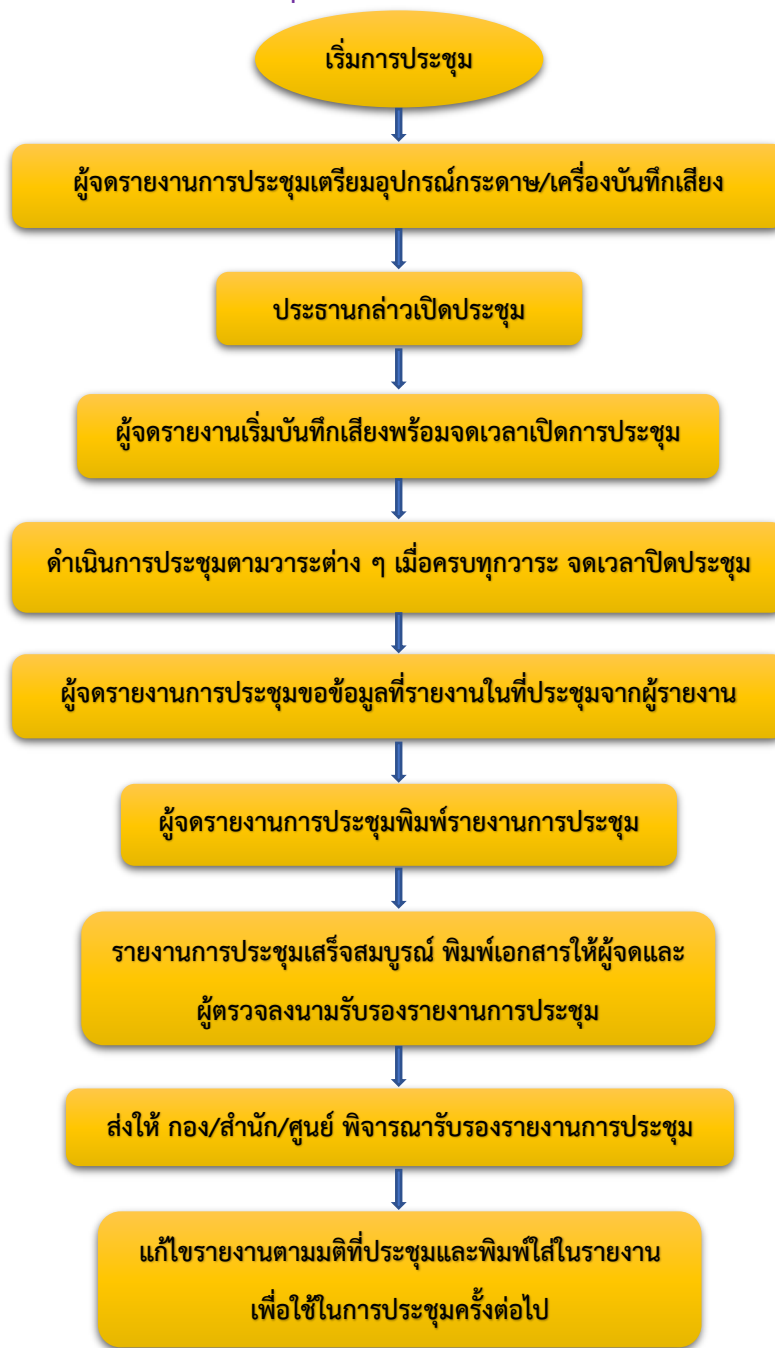 เริ่มการประชุม
ผู้จดรายงานการประชุมเตรียมอุปกรณ์กระดาษ/เครื่องบันทึกเสียง
ประธานกล่าวเปิดประชุม
ผู้จดรายงานเริ่มบันทึกเสียงพร้อมจดเวลาเปิดการประชุม
ดำเนินการประชุมตามวาระต่าง ๆ เมื่อครบทุกวาระ จดเวลาปิดประชุม
ผู้จดรายงานการประชุมขอข้อมูลที่รายงานในที่ประชุมจากผู้รายงาน
ผู้จดรายงานการประชุมพิมพ์รายงานการประชุม
รายงานการประชุมเสร็จสมบูรณ์ พิมพ์เอกสารให้ผู้จดและ
ผู้ตรวจลงนามรับรองรายงานการประชุม
ส่งให้ กอง/สำนัก/ศูนย์ พิจารณารับรองรายงานการประชุม
แก้ไขรายงานตามมติที่ประชุมและพิมพ์ใส่ในรายงาน
เพื่อใช้ในการประชุมครั้งต่อไป